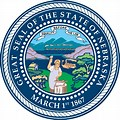 GREAT SEAL OF THE STATE OF NEBRASKA
MARCH 1ST 1867